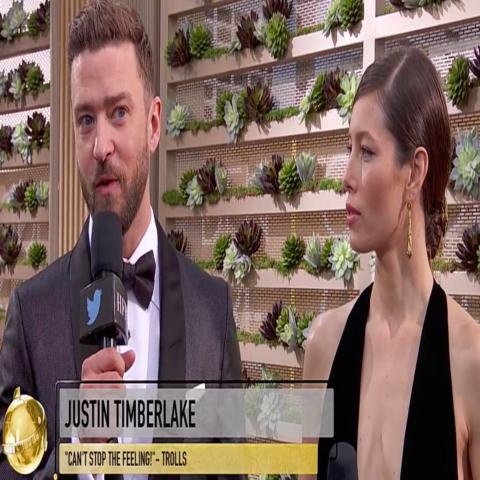 JUSTIN TIMBERLAKE
"CAN'T STOP THE FEELING!" – TROLLS